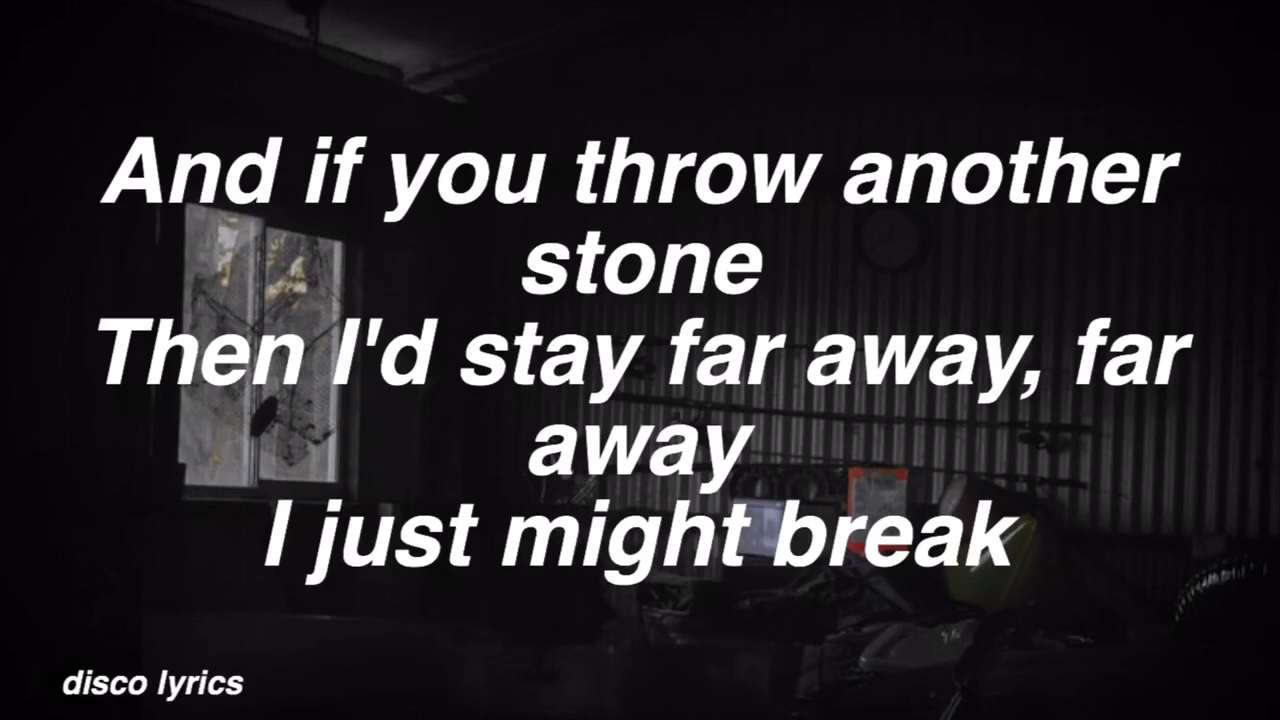 And if you throw another
stone
Then I'd stay far away, far
away
I just might break
disco lyrics